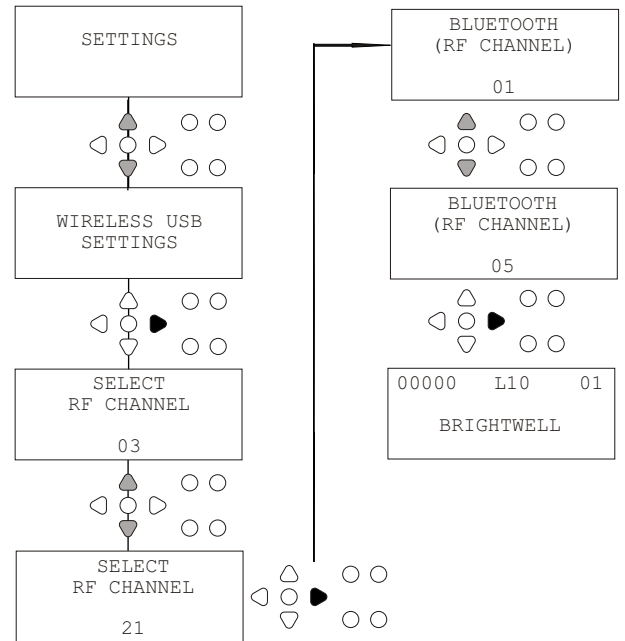 SETTINGS
WIRELESS USB
SETTINGS
SELECT
RF CHANNEL
03
SELECT
RF CHANNEL
21
BLUETOOTH
(RF CHANNEL)
01
BLUETOOTH
(RF CHANNEL)
05
00000 L10 01
BRIGHTWELL